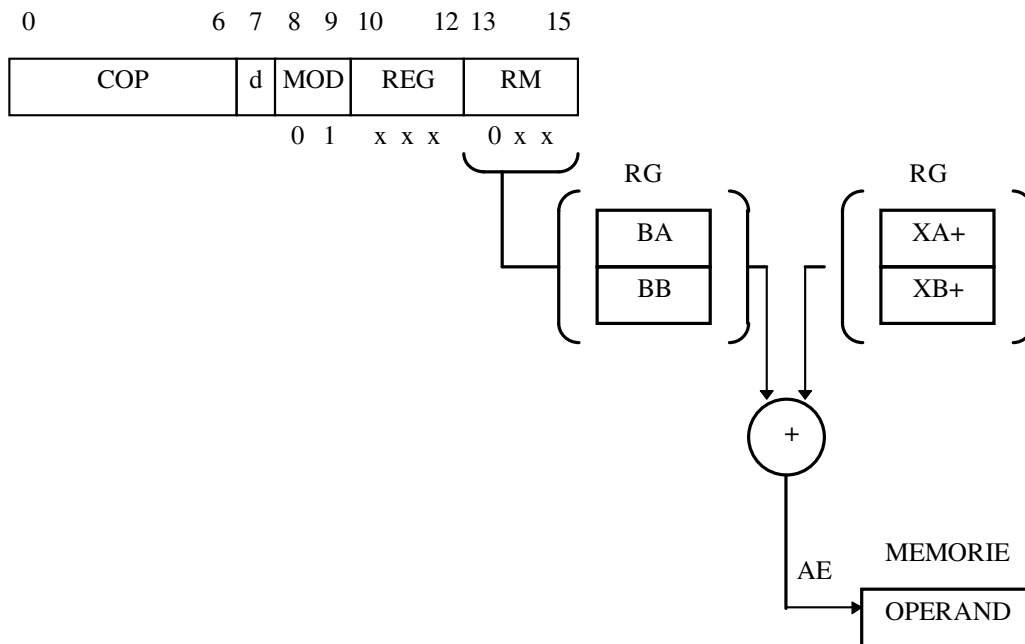 0 6 7 8 9 10 12 13 15
COP d MOD REG RM
0 1 x x x 0 x x
RG RG
BA XA+
BB XB+
+
MEMORIE
AE
OPERAND